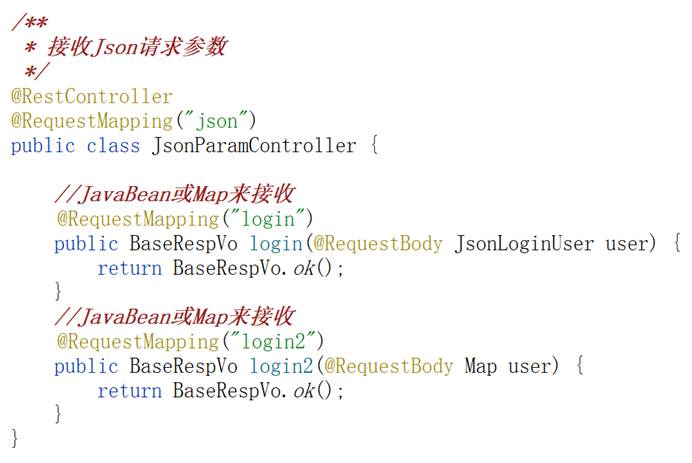 /**
 * 接收Json请求参数
 */
@RestController
@RequestMapping("json")
public class JsonParamController {
    //JavaBean或Map来接收
    @RequestMapping("login")
    public BaseRespVo login(@RequestBody JsonLoginUser user) {
        return BaseRespVo.ok();
    }
    //JavaBean或Map来接收
    @RequestMapping("login2")
    public BaseRespVo login2(@RequestBody Map user) {
        return BaseRespVo.ok();
    }
}